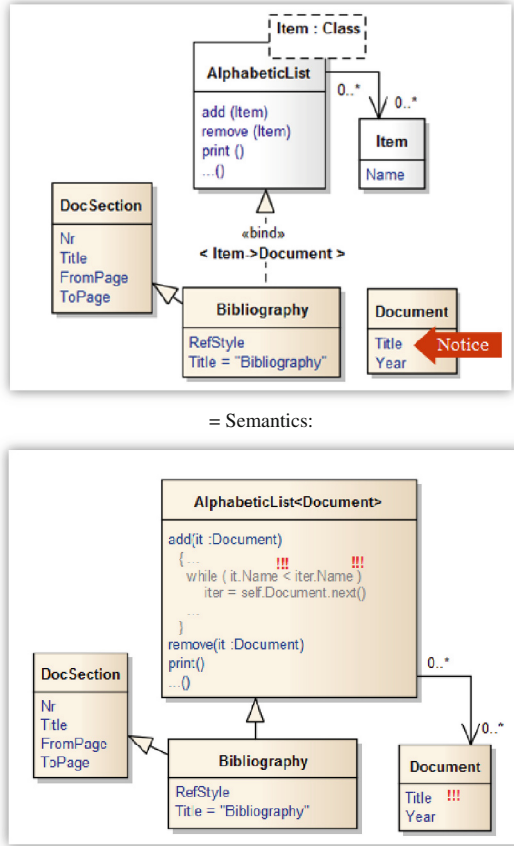 Item : Class
AlphabeticList
add (Item)
remove (Item)
print ()
...()
0..*
0..*
Item
Name
DocSection
Nr
Title
FromPage
ToPage
«bind»
< Item->Document >
Bibliography
RefStyle
Title = "Bibliography"
Document
Title
Year
Notice
= Semantics:
AlphabeticList<Document>
add(it :Document)
{ ...
!!! !!!
while ( it.Name < iter.Name )
iter = self.Document.next()
...
}
remove(it :Document)
print()
...()
0..*
0..*
DocSection
Nr
Title
FromPage
ToPage
Bibliography
RefStyle
Title = "Bibliography"
Document
Title !!!
Year